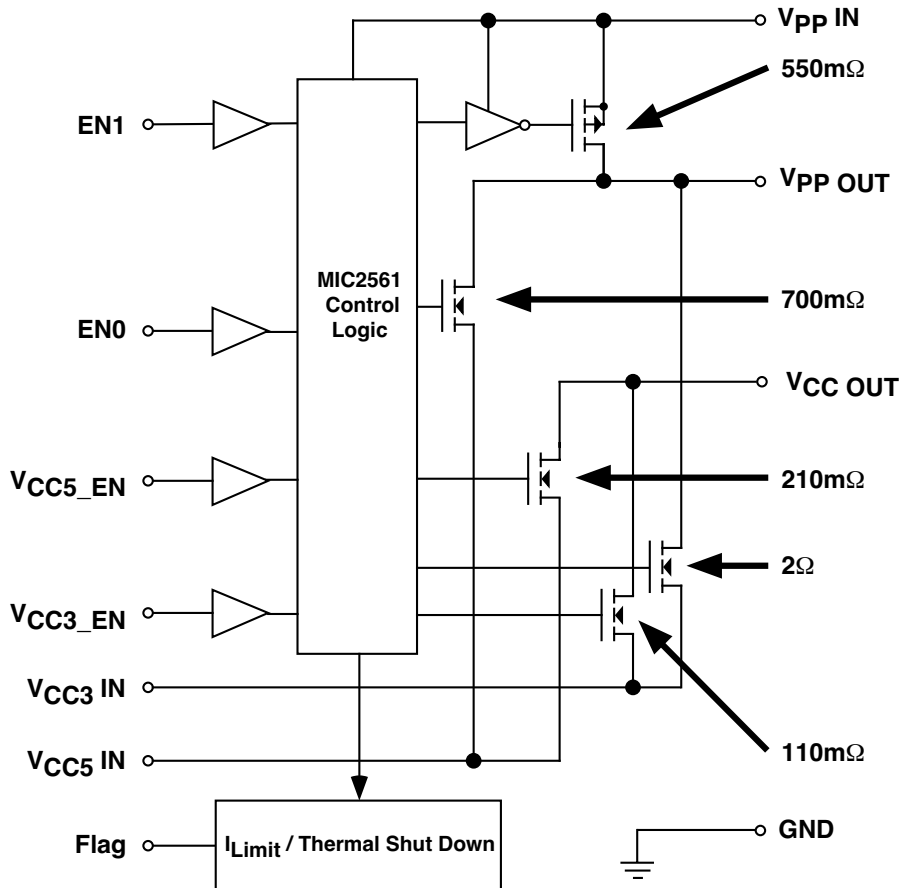 VPP IN
550mΩ
EN1
VPP OUT
MIC2561
Control
Logic
700mΩ
EN0
VCC OUT
VCC5_EN
210mΩ
2Ω
VCC3_EN
VCC3 IN
110mΩ
VCC5 IN
GND
Flag
ILimit / Thermal Shut Down